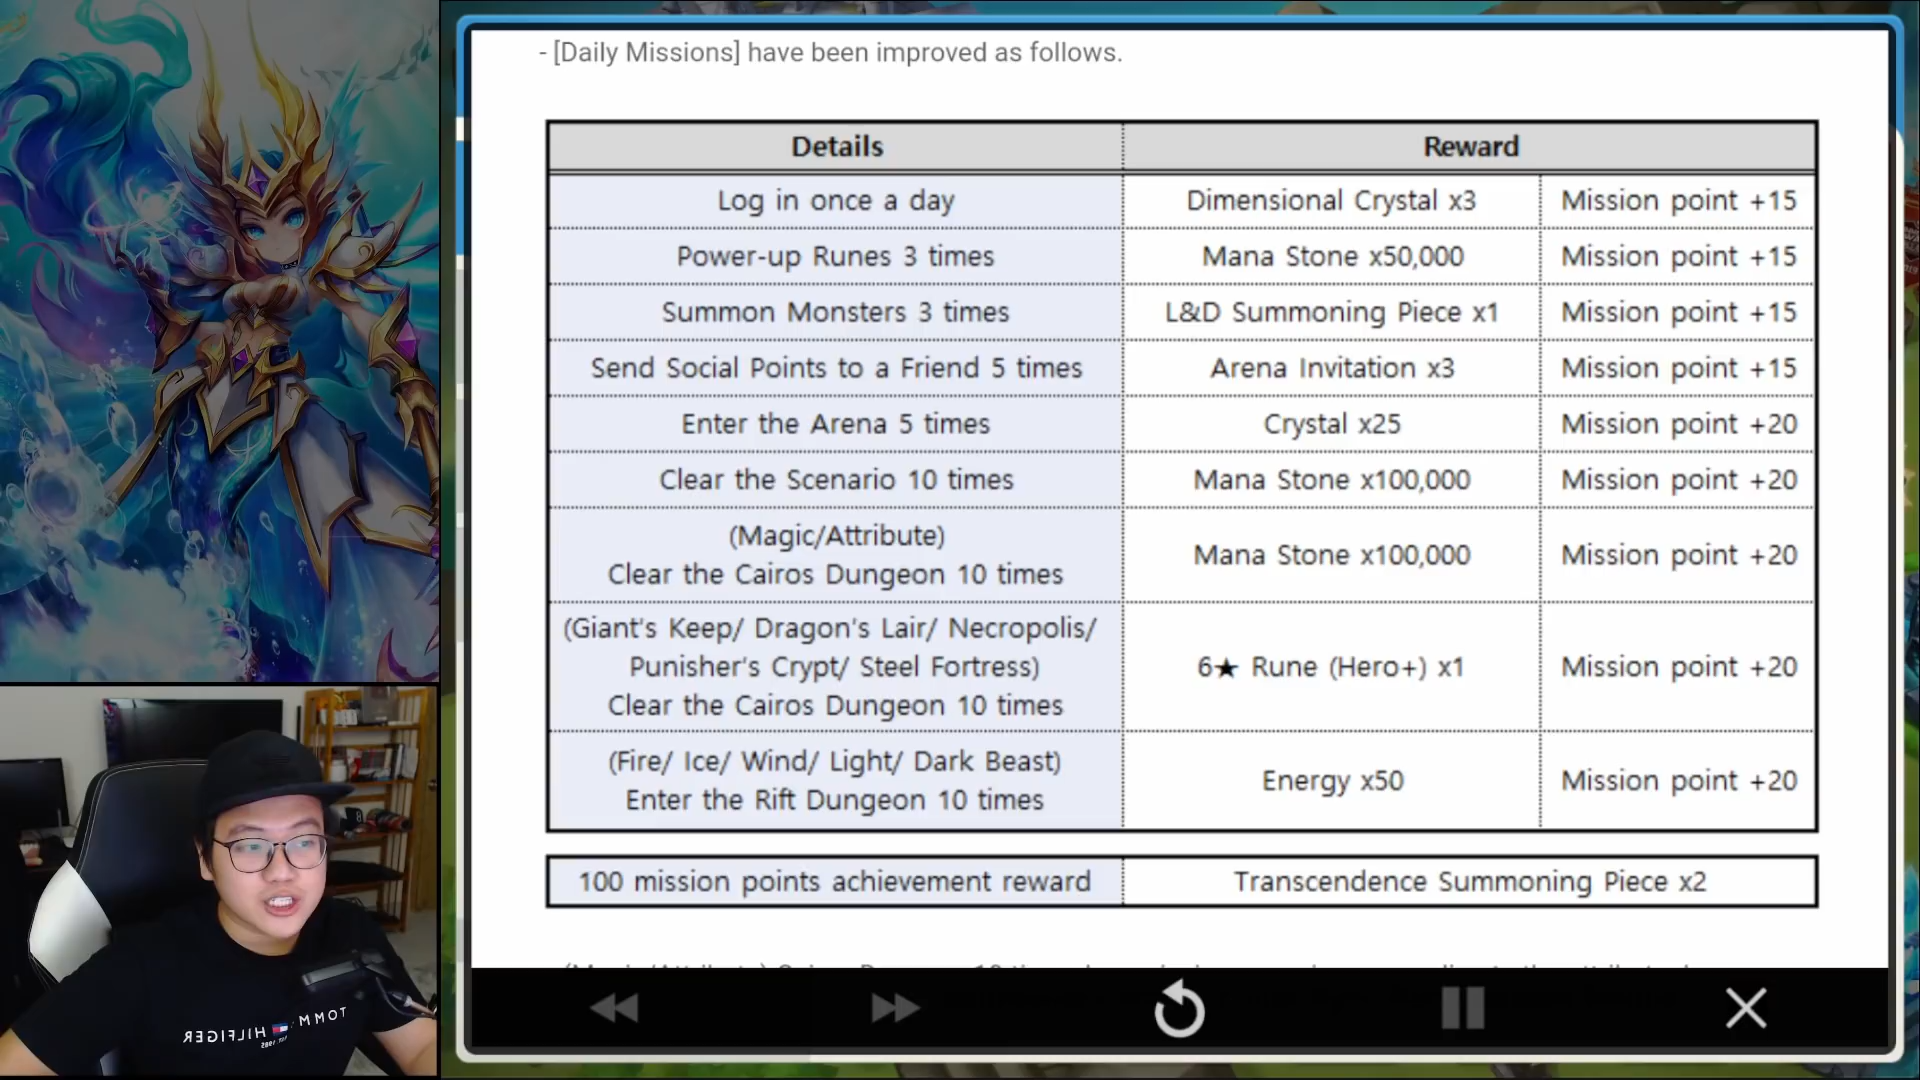 - [Daily Missions] have been improved as follows.
Details Reward
Log in once a day Dimensional Crystal x3 Mission point +15
Power-up Runes 3 times Mana Stone x50,000 Mission point +15
Summon Monsters 3 times L&D Summoning Piece x1 Mission point +15
Send Social Points to a Friend 5 times Arena Invitation x3 Mission point +15
Enter the Arena 5 times Crystal x25 Mission point +20
Clear the Scenario 10 times Mana Stone x100,000 Mission point +20
(Magic/Attribute)
Clear the Cairos Dungeon 10 times Mana Stone x100,000 Mission point +20
(Giant's Keep/ Dragon's Lair/ Necropolis/
Punisher's Crypt/ Steel Fortress)
Clear the Cairos Dungeon 10 times
6★ Rune (Hero+) x1 Mission point +20
(Fire/ Ice/ Wind/ Light/ Dark Beast)
Enter the Rift Dungeon 10 times
Energy x50 Mission point +20
100 mission points achievement reward Transcendence Summoning Piece x2
TOMMY HILFIGER